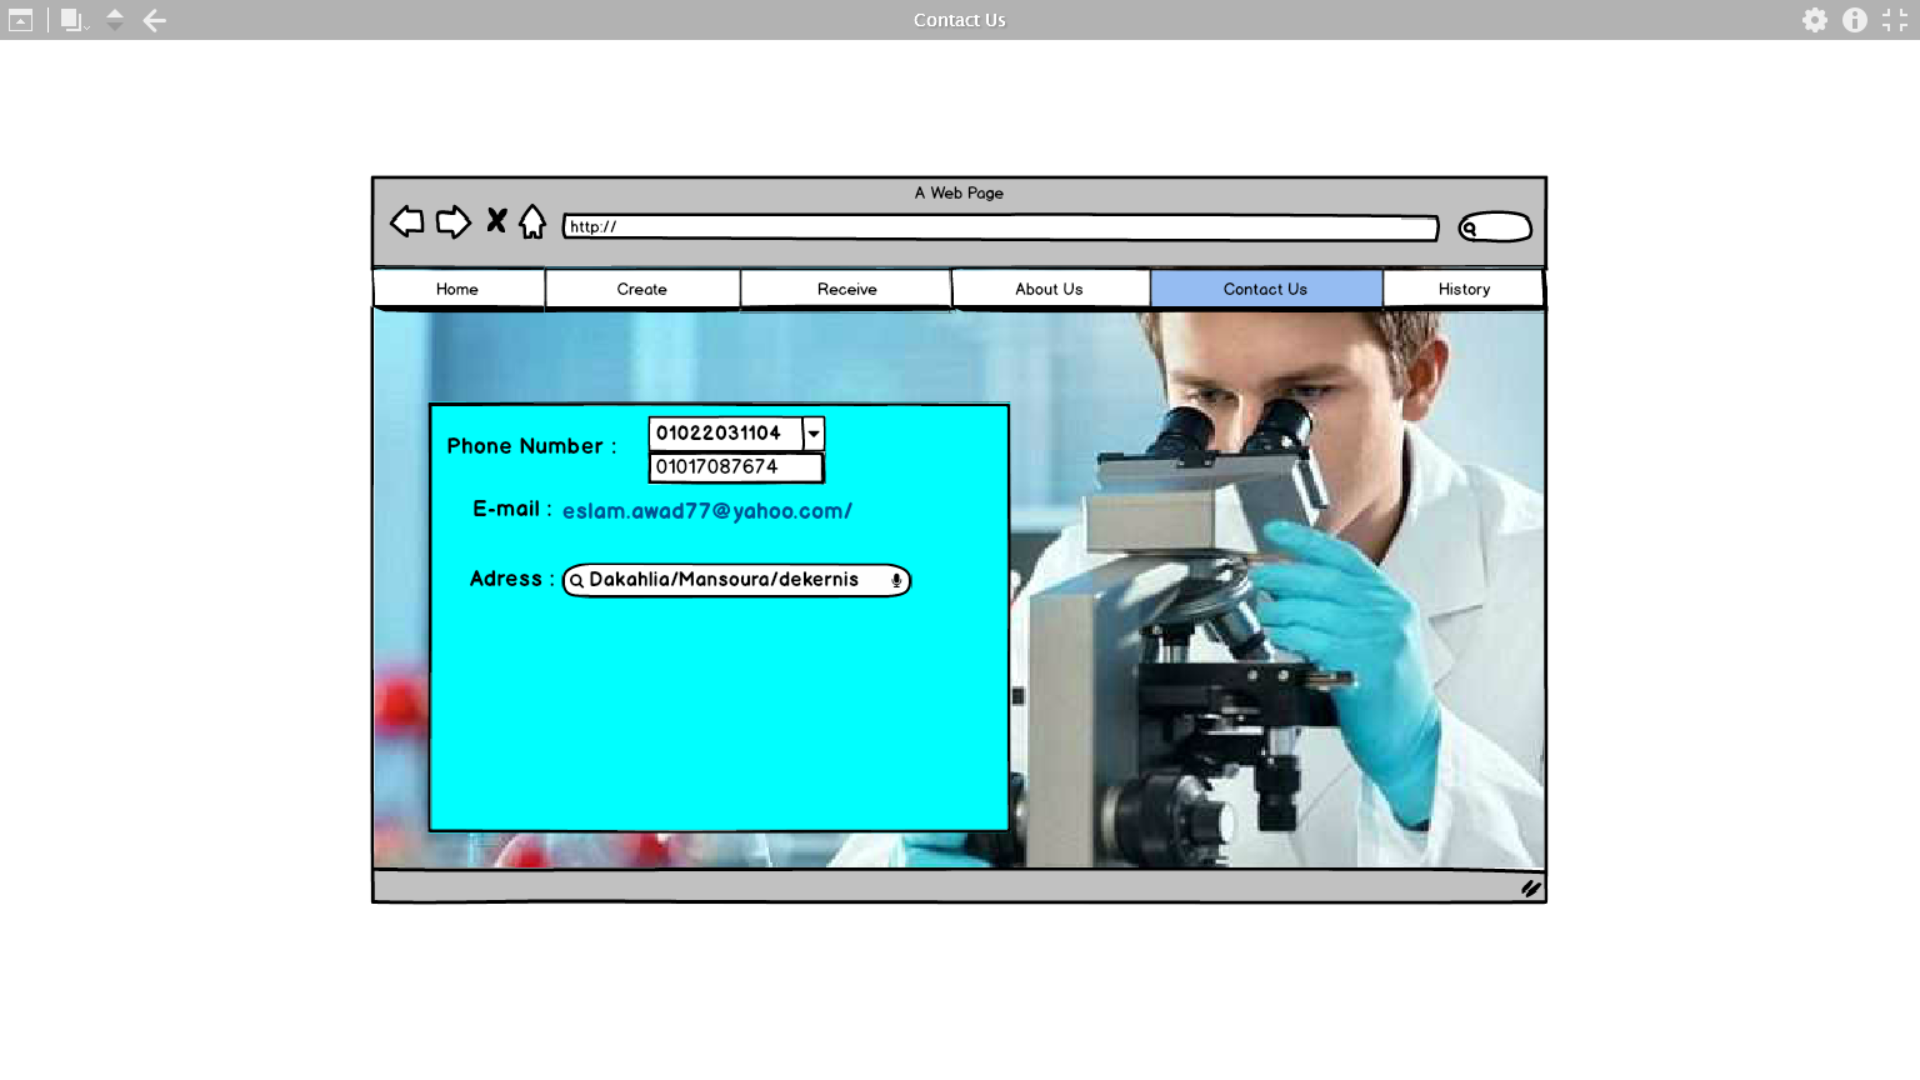 Contact Us
A Web Page
http://
Home Create Receive About Us Contact Us History
Phone Number : 01022031104
01017087674
E-mail : eslam.awad77@yahoo.com/
Adress : Dakahlia/Mansoura/dekernis